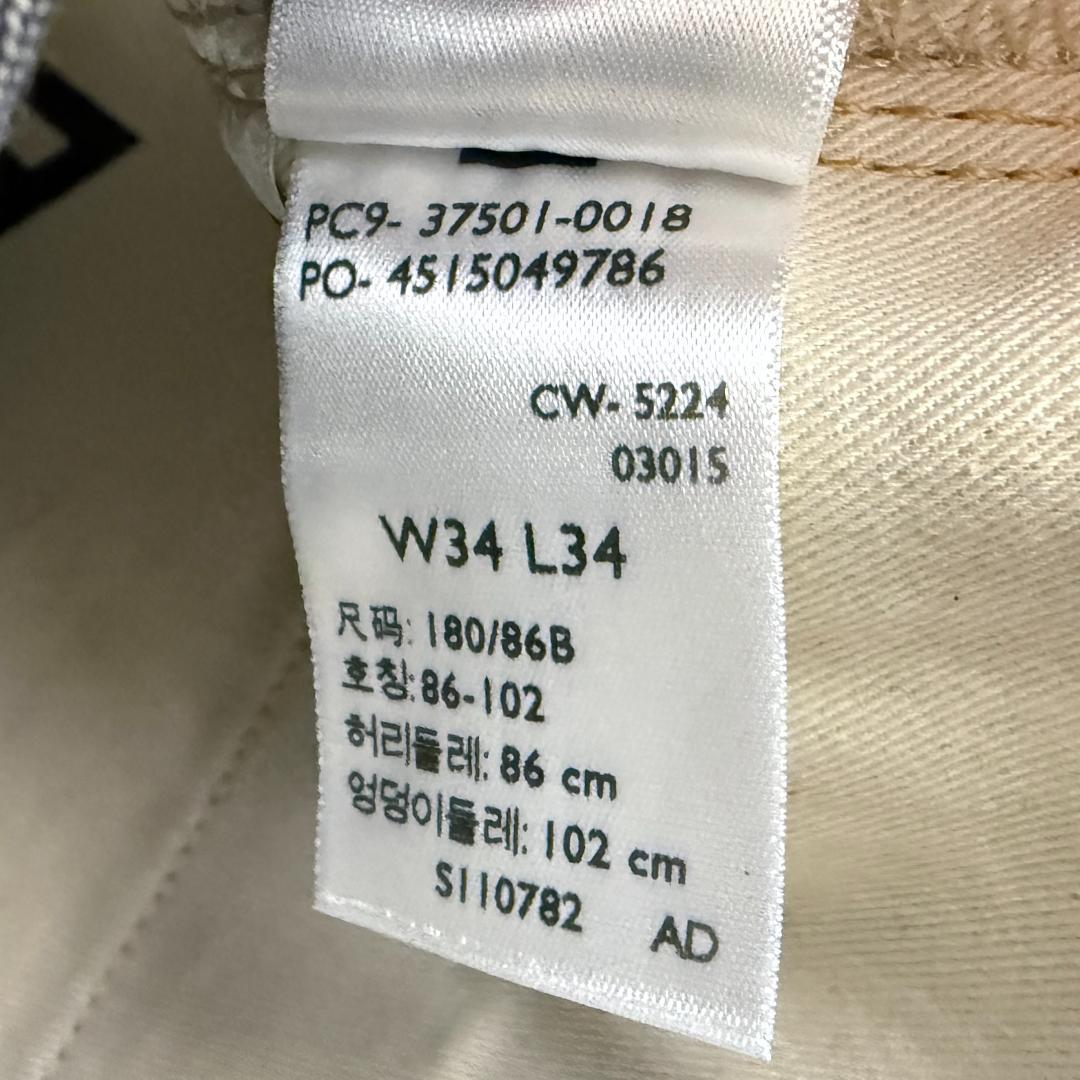 PC9- 37501-0018
PO- 4515049786
CW- 5224
03015
W34 L34
尺码: 180/86B
호칭: 86-102
허리둘레: 86 cm
엉덩이둘레: 102 cm
S110782 AD